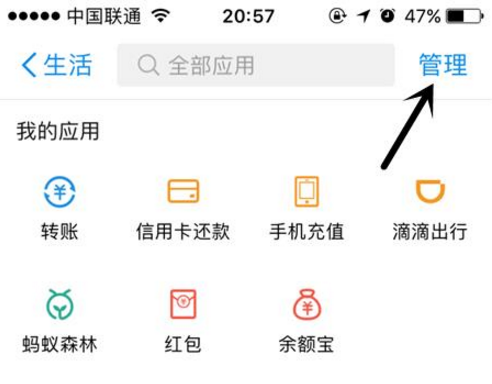 中国联通 20:57 47%
生活 全部应用 管理
我的应用
转账 信用卡还款 手机充值 滴滴出行
蚂蚁森林 红包 余额宝